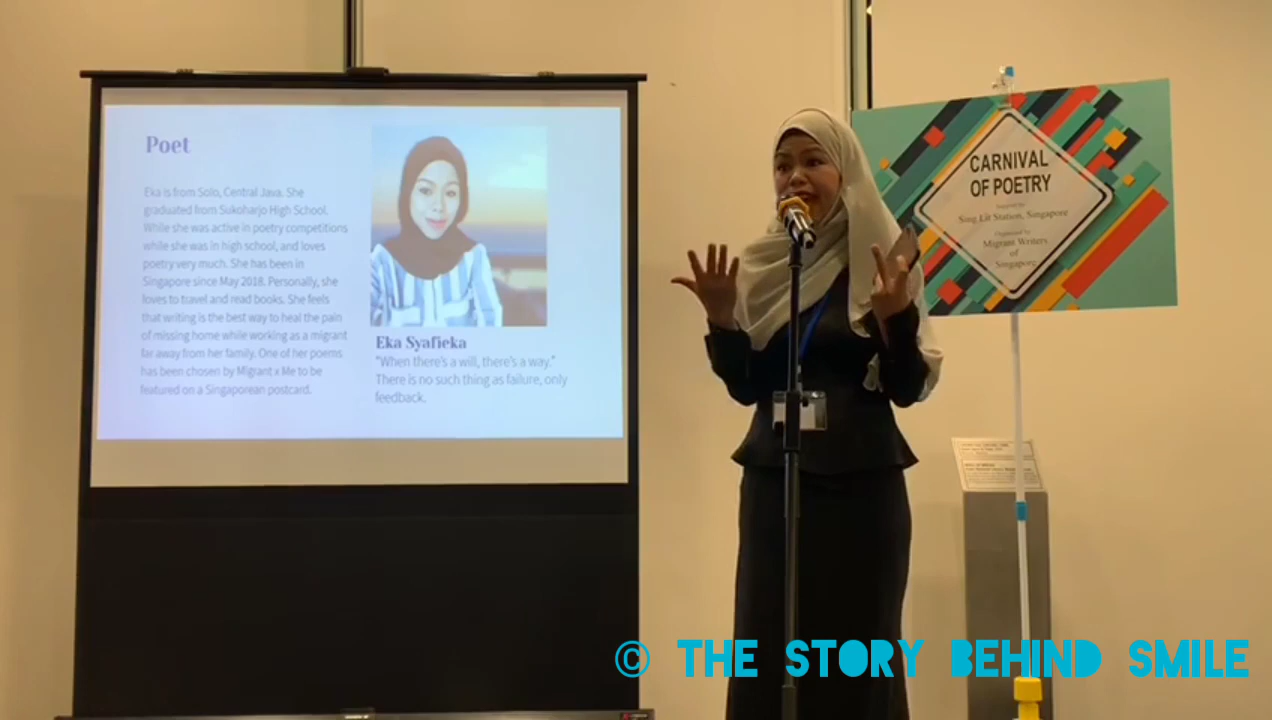 Poet
Eka is from Solo, Central Java. She
graduated from Sukoharjo High School.
While she was active in poetry competitions
while she was in high school, and loves
poetry very much. She has been in
Singapore since May 2018. Personally, she
loves to travel and read books. She feels
that writing is the best way to heal the pain
of missing home while working as a migrant
far away from her family. One of her poems
has been chosen by Migrant x Me to be
featured on a Singaporean postcard.
Eka Syafieka
"When there's a will, there's a way."
There is no such thing as failure, only
feedback.
CARNIVAL
OF POETRY
Supported by
Sing Lit Station, Singapore
Organized by
Migrant Writers
of
Singapore
© THE STORY BEHIND SMILE